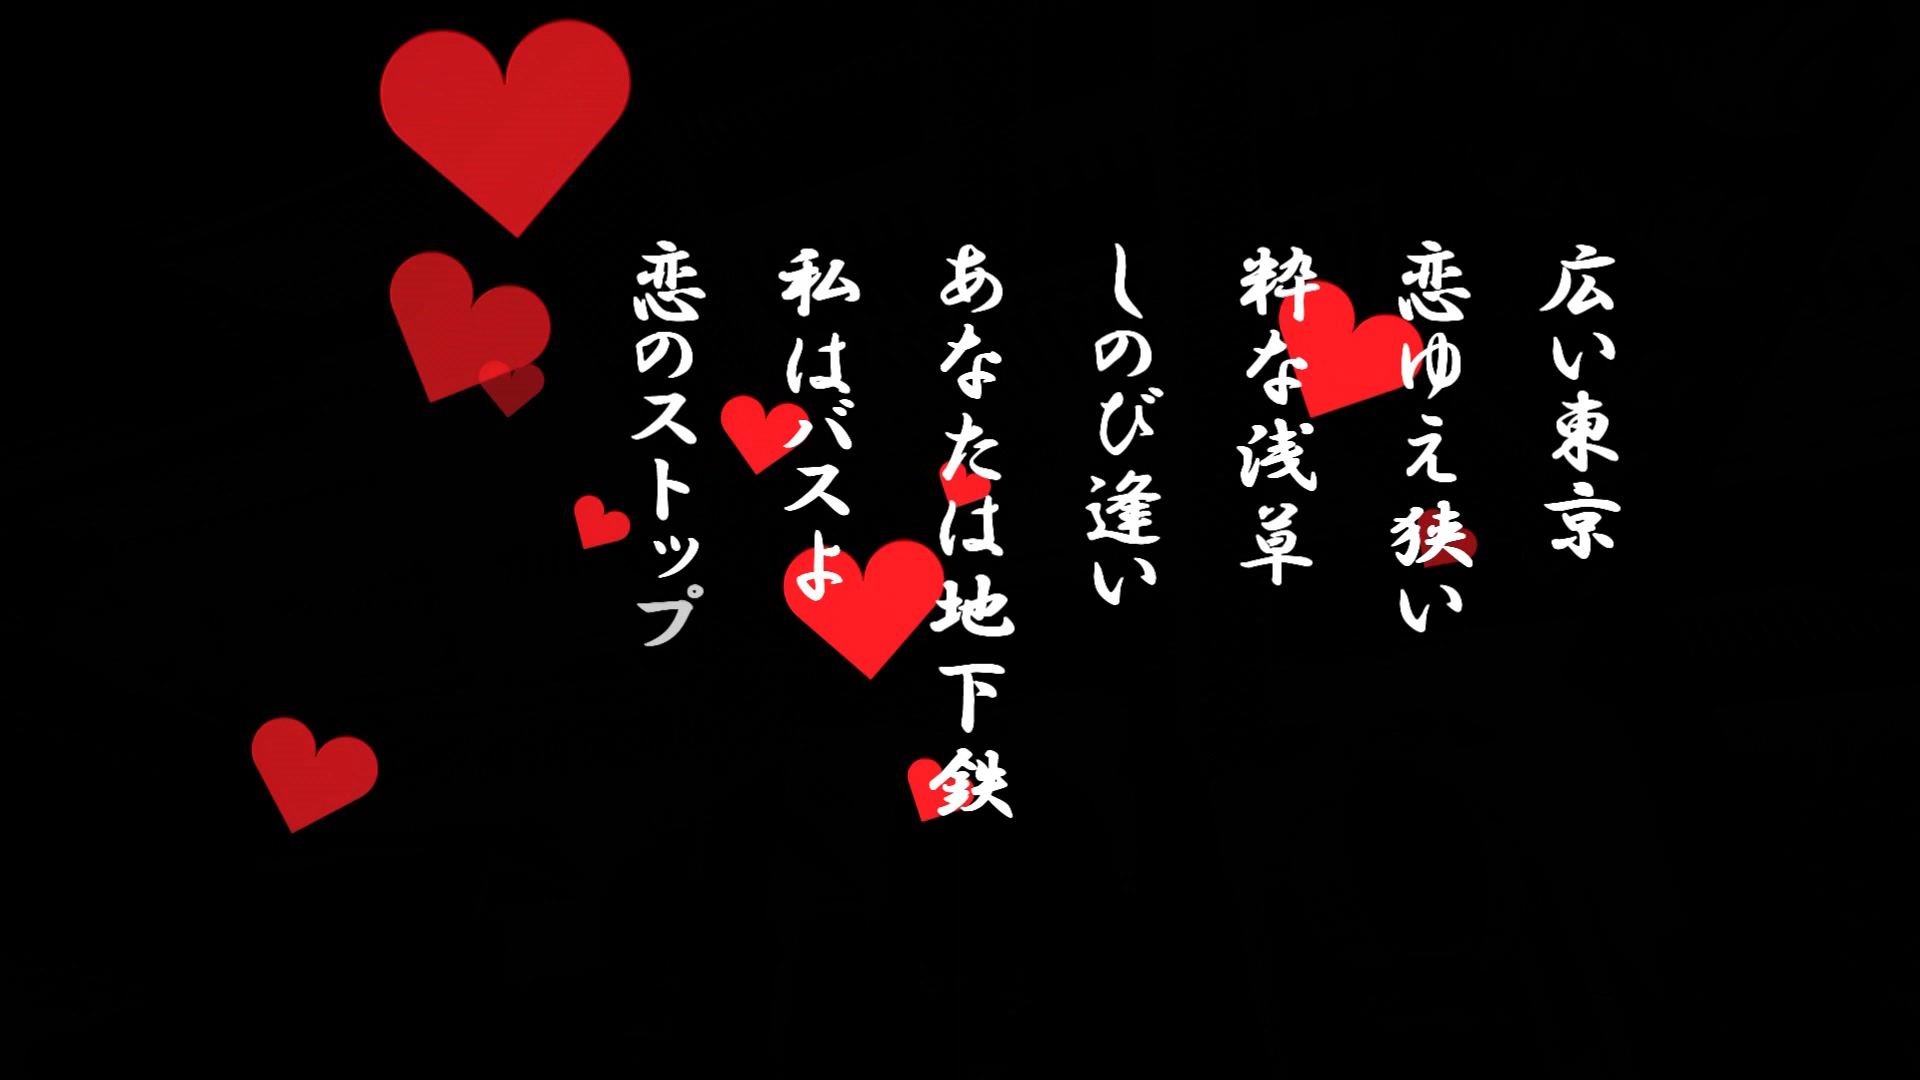 広い東京
恋ゆえ狭い
粋な浅草
しのび逢い
あなたは地下鉄
私はバスよ
恋のストップ